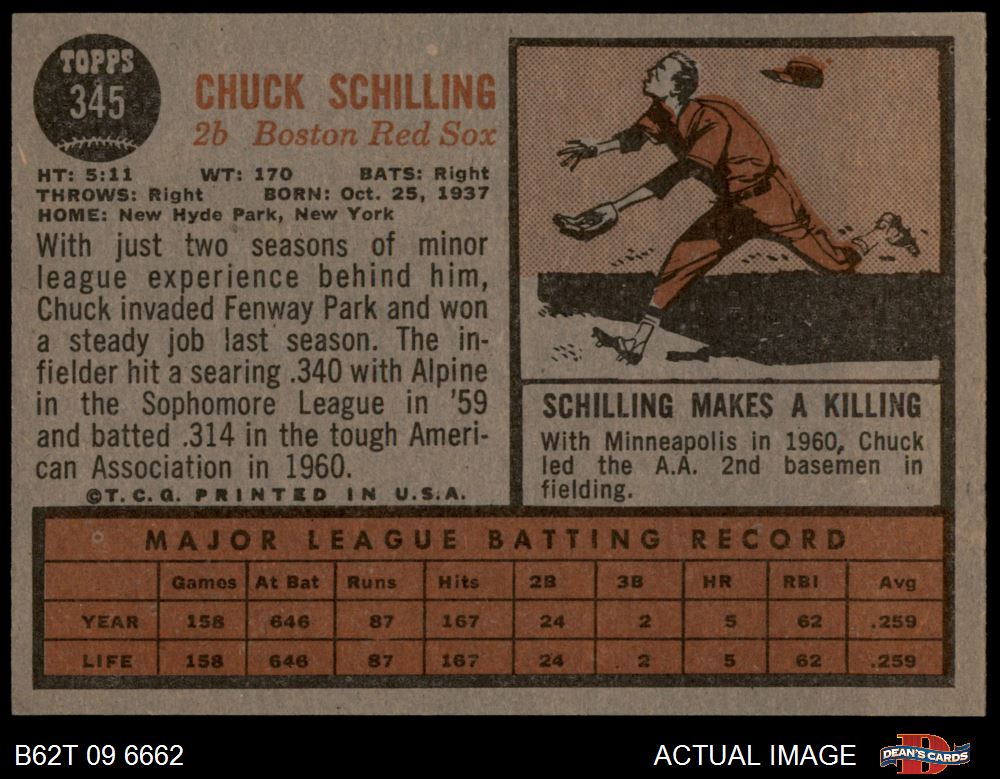 TOPPS
345
CHUCK SCHILLING
2b Boston Red Sox
HT: 5:11 WT: 170 BATS: Right
THROWS: Right BORN: Oct. 25, 1937
HOME: New Hyde Park, New York
With just two seasons of minor
league experience behind him,
Chuck invaded Fenway Park and won
a steady job last season. The in-
fielder hit a searing .340 with Alpine
in the Sophomore League in '59
and batted .314 in the tough Ameri-
can Association in 1960.
©T.C.G. PRINTED IN U.S.A.
SCHILLING MAKES A KILLING
With Minneapolis in 1960, Chuck
led the A.A. 2nd basemen in
fielding.
MAJOR LEAGUE BATTING RECORD
Games At Bat Runs Hits 2B 3B HR RBI Avg
YEAR 158 646 87 167 24 2 5 62 .259
LIFE 158 646 87 167 24 2 5 62 .259
B62T 09 6662 ACTUAL IMAGE DEAN'S CARDS